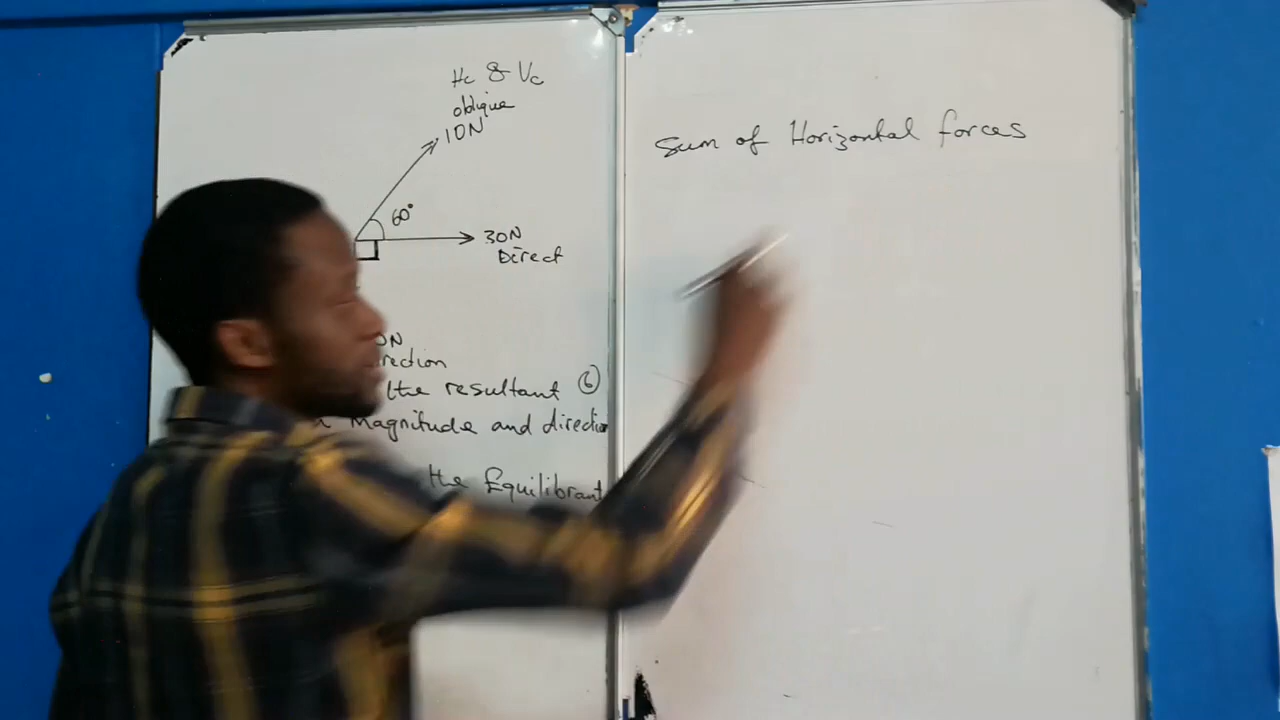 Hc & Vc
oblique
10N
60°
30N
Direct
the resultant (6)
Magnitude and direction
the Equilibrant
Sum of Horizontal forces